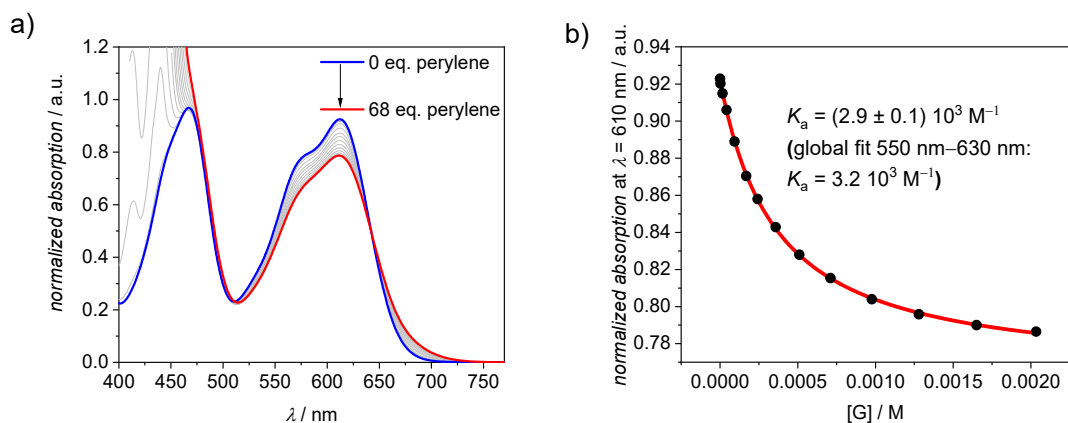 a)
normalized absorption / a.u.
1.2
1.0
0.8
0.6
0.4
0.2
0.0
0 eq. perylene
68 eq. perylene
400 450 500 550 600 650 700 750
λ / nm
b)
normalized absorption at λ = 610 nm / a.u.
0.94
0.92
0.90
0.88
0.86
0.84
0.82
0.80
0.78
Kₐ = (2.9 ± 0.1) 10³ M⁻¹
(global fit 550 nm–630 nm:
Kₐ = 3.2 10³ M⁻¹)
0.0000 0.0005 0.0010 0.0015 0.0020
[G] / M